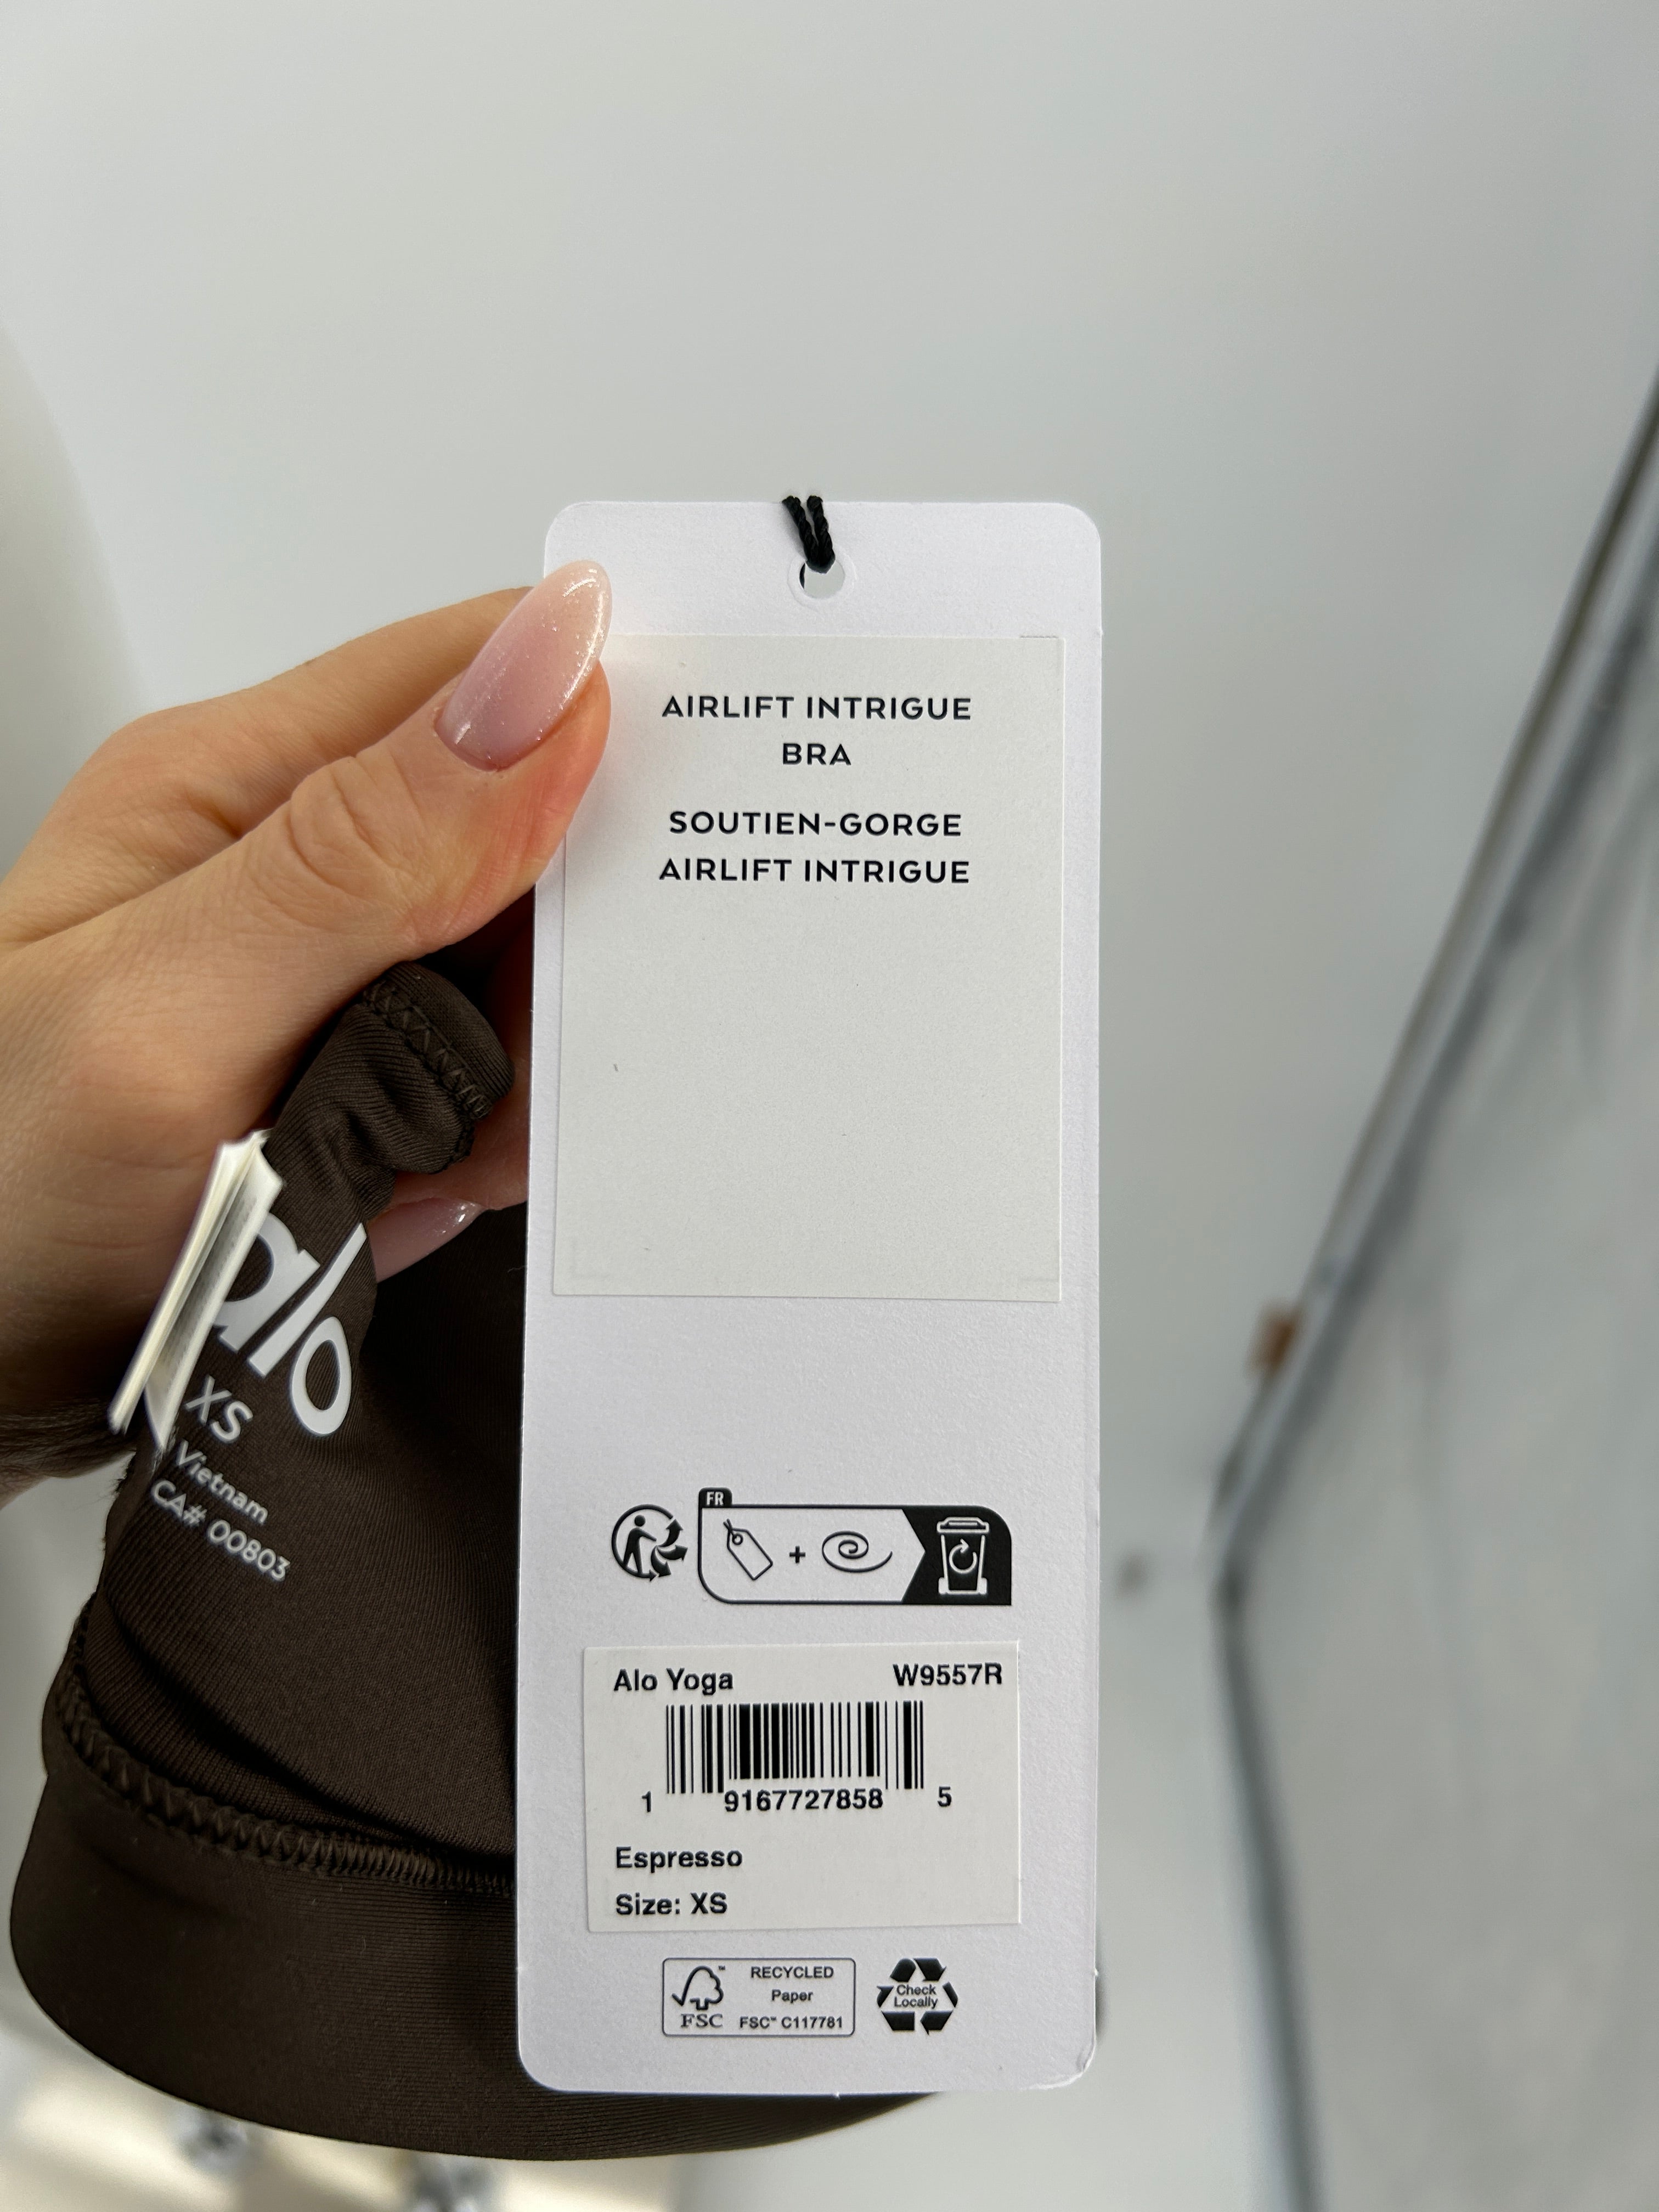 AIRLIFT INTRIGUE
BRA
SOUTIEN-GORGE
AIRLIFT INTRIGUE
alo
XS
Vietnam
CA# 00803
FR
+
Alo Yoga W9557R
1 9167727858 5
Espresso
Size: XS
FSC
RECYCLED
Paper
FSC™ C117781
Check
Locally